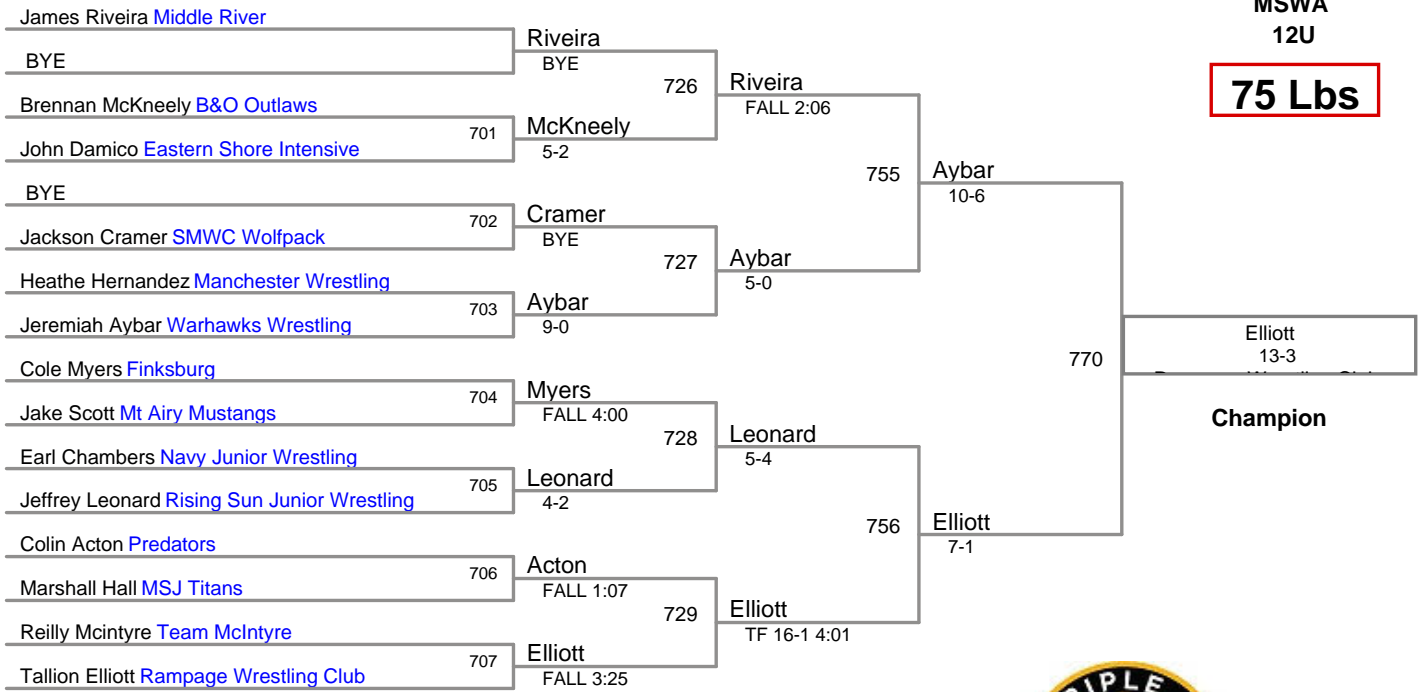 MSWA
12U
75 Lbs
James Riveira Middle River
BYE
Brennan McKneely B&O Outlaws
John Damico Eastern Shore Intensive
BYE
Jackson Cramer SMWC Wolfpack
Heathe Hernandez Manchester Wrestling
Jeremiah Aybar Warhawks Wrestling
Cole Myers Finksburg
Jake Scott Mt Airy Mustangs
Earl Chambers Navy Junior Wrestling
Jeffrey Leonard Rising Sun Junior Wrestling
Colin Acton Predators
Marshall Hall MSJ Titans
Reilly Mcintyre Team McIntyre
Tallion Elliott Rampage Wrestling Club
701
702
703
704
705
706
707
Riveira
BYE
McKneely
5-2
Cramer
BYE
Aybar
9-0
Myers
FALL 4:00
Leonard
4-2
Acton
FALL 1:07
Elliott
FALL 3:25
726
727
728
729
Riveira
FALL 2:06
Aybar
5-0
Leonard
5-4
Elliott
TF 16-1 4:01
755
756
Aybar
10-6
Elliott
7-1
770
Elliott
13-3
Champion